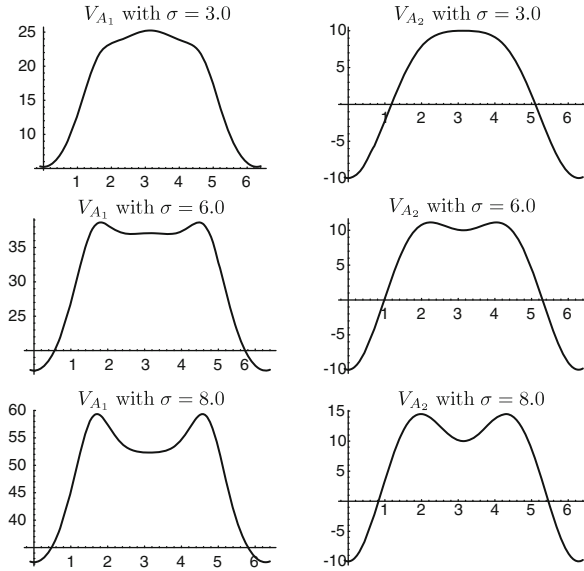 V_{A_1} with σ = 3.0
25
20
15
10
1 2 3 4 5 6
V_{A_2} with σ = 3.0
10
5
-5
-10
1 2 3 4 5 6
V_{A_1} with σ = 6.0
35
30
25
1 2 3 4 5 6
V_{A_2} with σ = 6.0
10
5
-5
-10
1 2 3 4 5 6
V_{A_1} with σ = 8.0
60
55
50
45
40
1 2 3 4 5 6
V_{A_2} with σ = 8.0
15
10
5
-5
-10
1 2 3 4 5 6